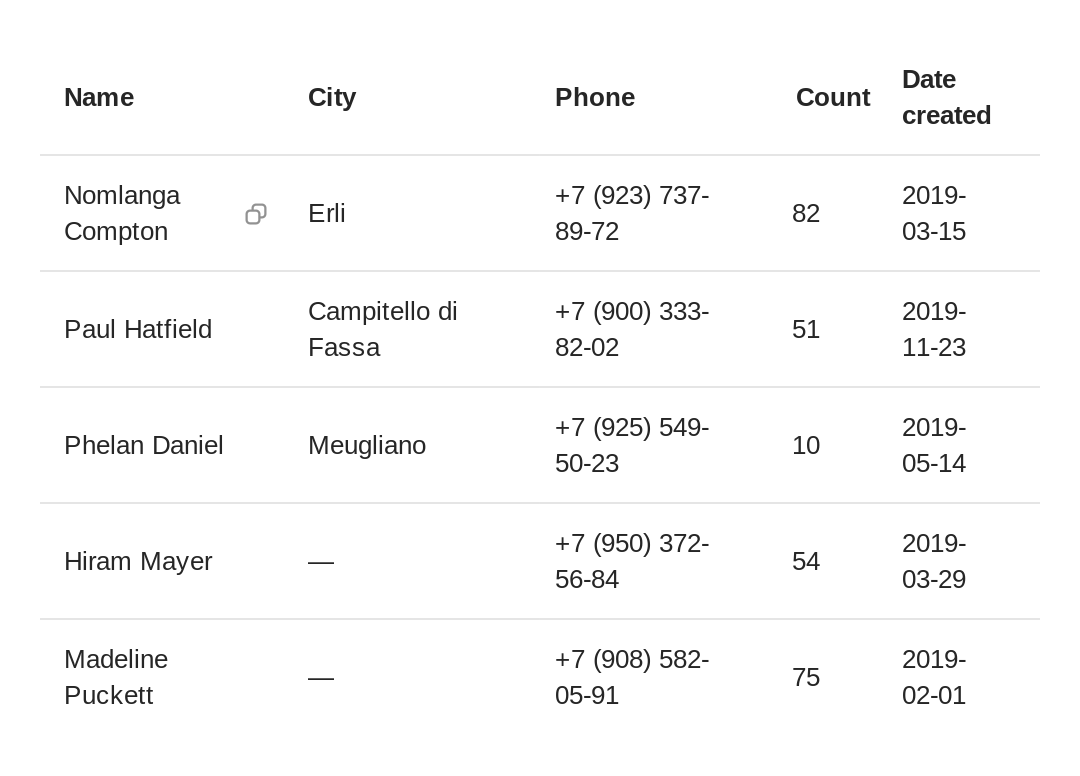 Name City Phone Count Date
created
Nomlanga
Compton Erli +7 (923) 737-
89-72 82 2019-
03-15
Paul Hatfield Campitello di
Fassa +7 (900) 333-
82-02 51 2019-
11-23
Phelan Daniel Meugliano +7 (925) 549-
50-23 10 2019-
05-14
Hiram Mayer — +7 (950) 372-
56-84 54 2019-
03-29
Madeline
Puckett — +7 (908) 582-
05-91 75 2019-
02-01